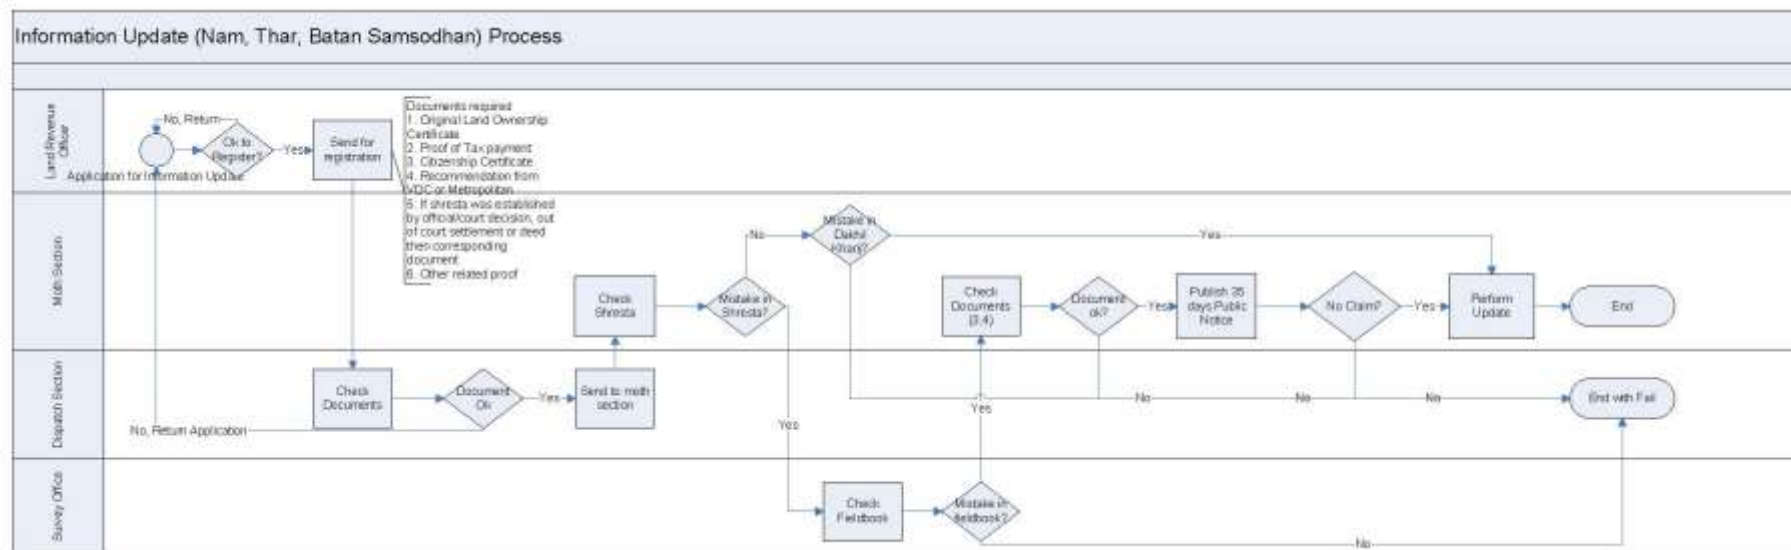 Information Update (Nam, Thar, Batan Samsodhan) Process
Land Revenue
Officer
No, Return
Ok to
Register?
Yes
Send for
registration
Application for Information Update
Documents required
1. Original Land Ownership
Certificate
2. Proof of Tax payment
3. Citizenship Certificate
4. Recommendation from
VDC or Metropolitan
5. If shresta was established
by official/court decision, out
of court settlement or deed
then corresponding
document
6. Other related proof
Moth Section
Check
Shresta
Mistake in
Shresta?
No
Mistake in
Dakhil
Kharij?
Yes
Check
Documents
(3,4)
Document
ok?
Yes
Publish 35
days Public
Notice
No Claim?
Yes
Perform
Update
End
Dispatch Section
Check
Documents
Document
Ok
Yes
Send to moth
section
No, Return Application
Yes
Yes
No
No
No
End with Fail
Survey Office
Check
Fieldbook
Mistake in
fieldbook?
No